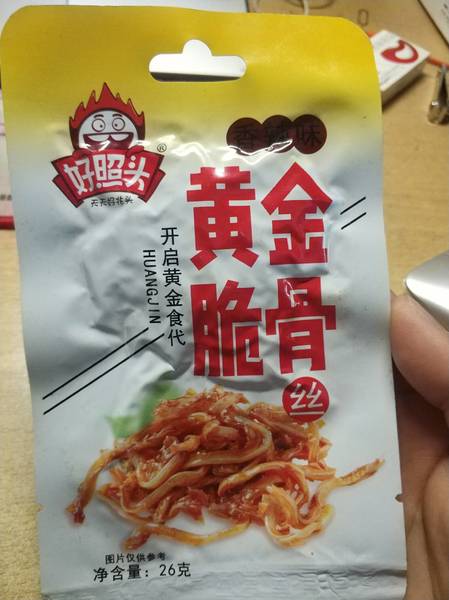 好照头®
天天好兆头
香辣味
黄金
脆骨
丝
开启黄金食代
HUANGJIN
图片仅供参考
净含量：26克